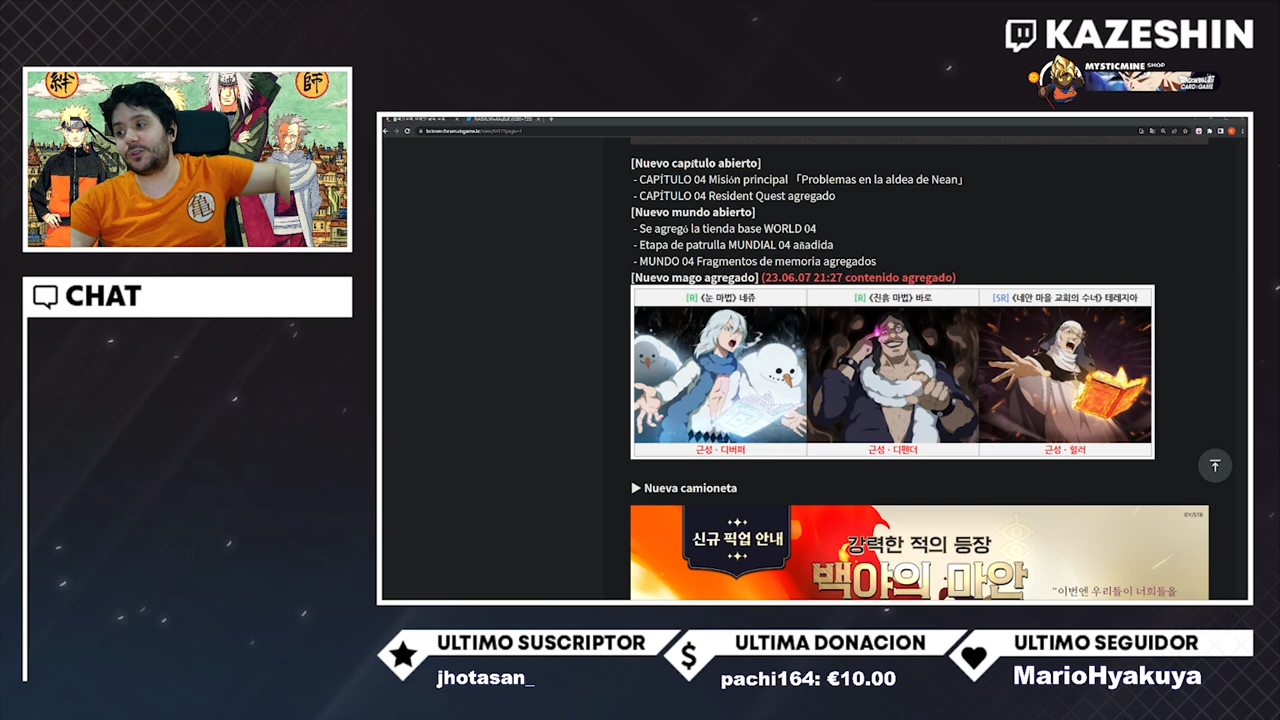 KAZESHIN
MYSTICMINE SHOP
CARD GAME
絆
師
[Nuevo capítulo abierto]
- CAPÍTULO 04 Misión principal 「Problemas en la aldea de Nean」
- CAPÍTULO 04 Resident Quest agregado
[Nuevo mundo abierto]
- Se agregó la tienda base WORLD 04
- Etapa de patrulla MUNDIAL 04 añadida
- MUNDO 04 Fragmentos de memoria agregados
[Nuevo mago agregado] (23.06.07 21:27 contenido agregado)
[R] 《눈 마법》 네쥬
[R] 《진흙 마법》 바로
[SR] 《네안 마을 교회의 수녀》 테레지아
근성 · 디버퍼
근성 · 디펜더
근성 · 힐러
▶ Nueva camioneta
신규 픽업 안내
강력한 적의 등장
백야의 마안
"이번엔 우리들이 너희들을
CHAT
ULTIMO SUSCRIPTOR
jhotasan_
ULTIMA DONACION
pachi164: €10.00
ULTIMO SEGUIDOR
MarioHyakuya